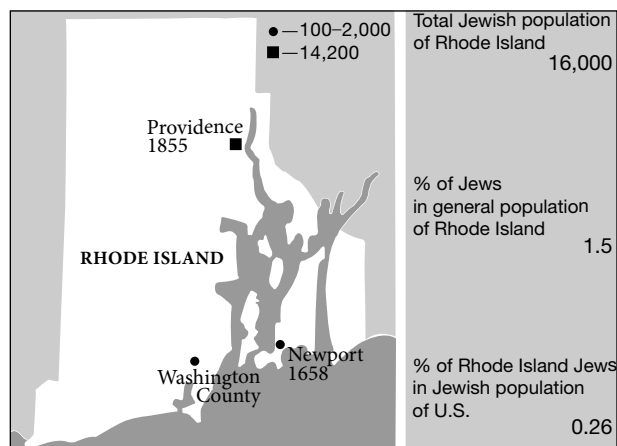 ●—100–2,000
■—14,200
Providence
1855
RHODE ISLAND
Newport
1658
Washington
County
Total Jewish population
of Rhode Island
16,000
% of Jews
in general population
of Rhode Island
1.5
% of Rhode Island Jews
in Jewish population
of U.S.
0.26